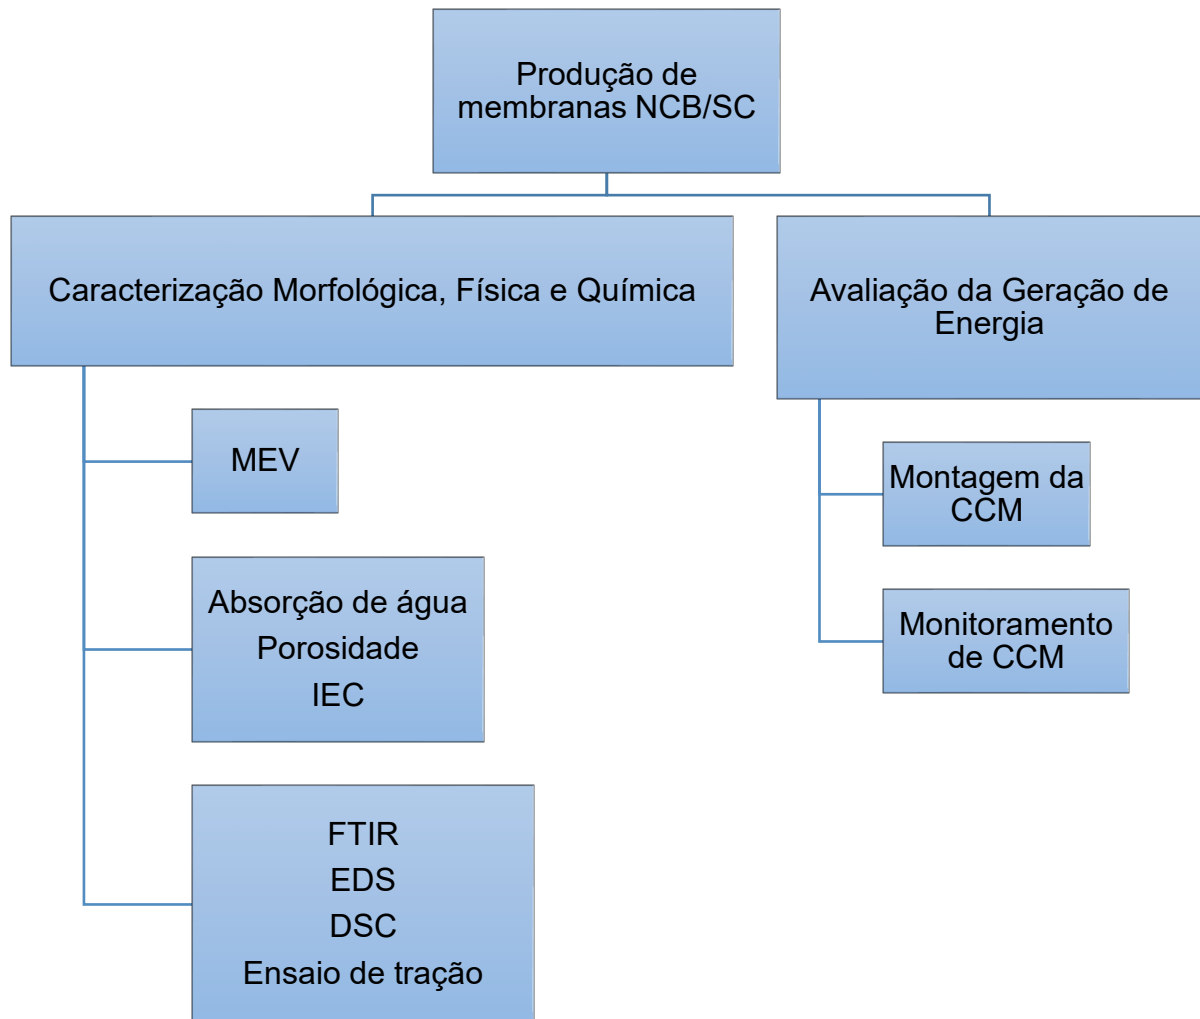 Produção de
membranas NCB/SC
Caracterização Morfológica, Física e Química
Avaliação da Geração de
Energia
MEV
Absorção de água
Porosidade
IEC
FTIR
EDS
DSC
Ensaio de tração
Montagem da
CCM
Monitoramento
de CCM